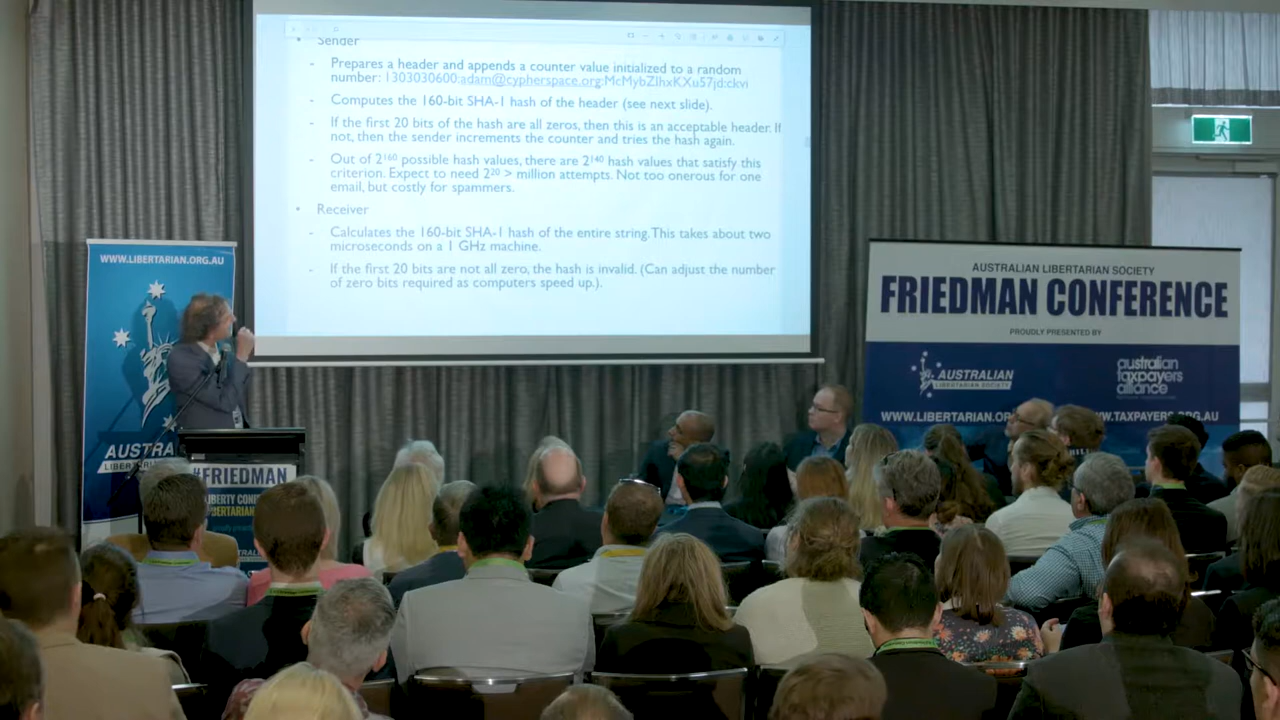 Sender
- Prepares a header and appends a counter value initialized to a random
number: 1303030600:adam@cypherspace.org:McMybZIhxKXu57jd:ckvi
- Computes the 160-bit SHA-1 hash of the header (see next slide).
- If the first 20 bits of the hash are all zeros, then this is an acceptable header. If
not, then the sender increments the counter and tries the hash again.
- Out of 2¹⁶⁰ possible hash values, there are 2¹⁴⁰ hash values that satisfy this
criterion. Expect to need 2²⁰ > million attempts. Not too onerous for one
email, but costly for spammers.
• Receiver
- Calculates the 160-bit SHA-1 hash of the entire string. This takes about two
microseconds on a 1 GHz machine.
- If the first 20 bits are not all zero, the hash is invalid. (Can adjust the number
of zero bits required as computers speed up.).
WWW.LIBERTARIAN.ORG.AU
AUSTRA
LIBERT
#FRIEDMAN
LIBERTY CON
IBERTARIAN
AUSTRALIAN LIBERTARIAN SOCIETY
FRIEDMAN CONFERENCE
PROUDLY PRESENTED BY
AUSTRALIAN
LIBERTARIAN SOCIETY
australian
taxpayers
alliance
WWW.LIBERTARIAN.OR
WWW.TAXPAYERS.ORG.AU